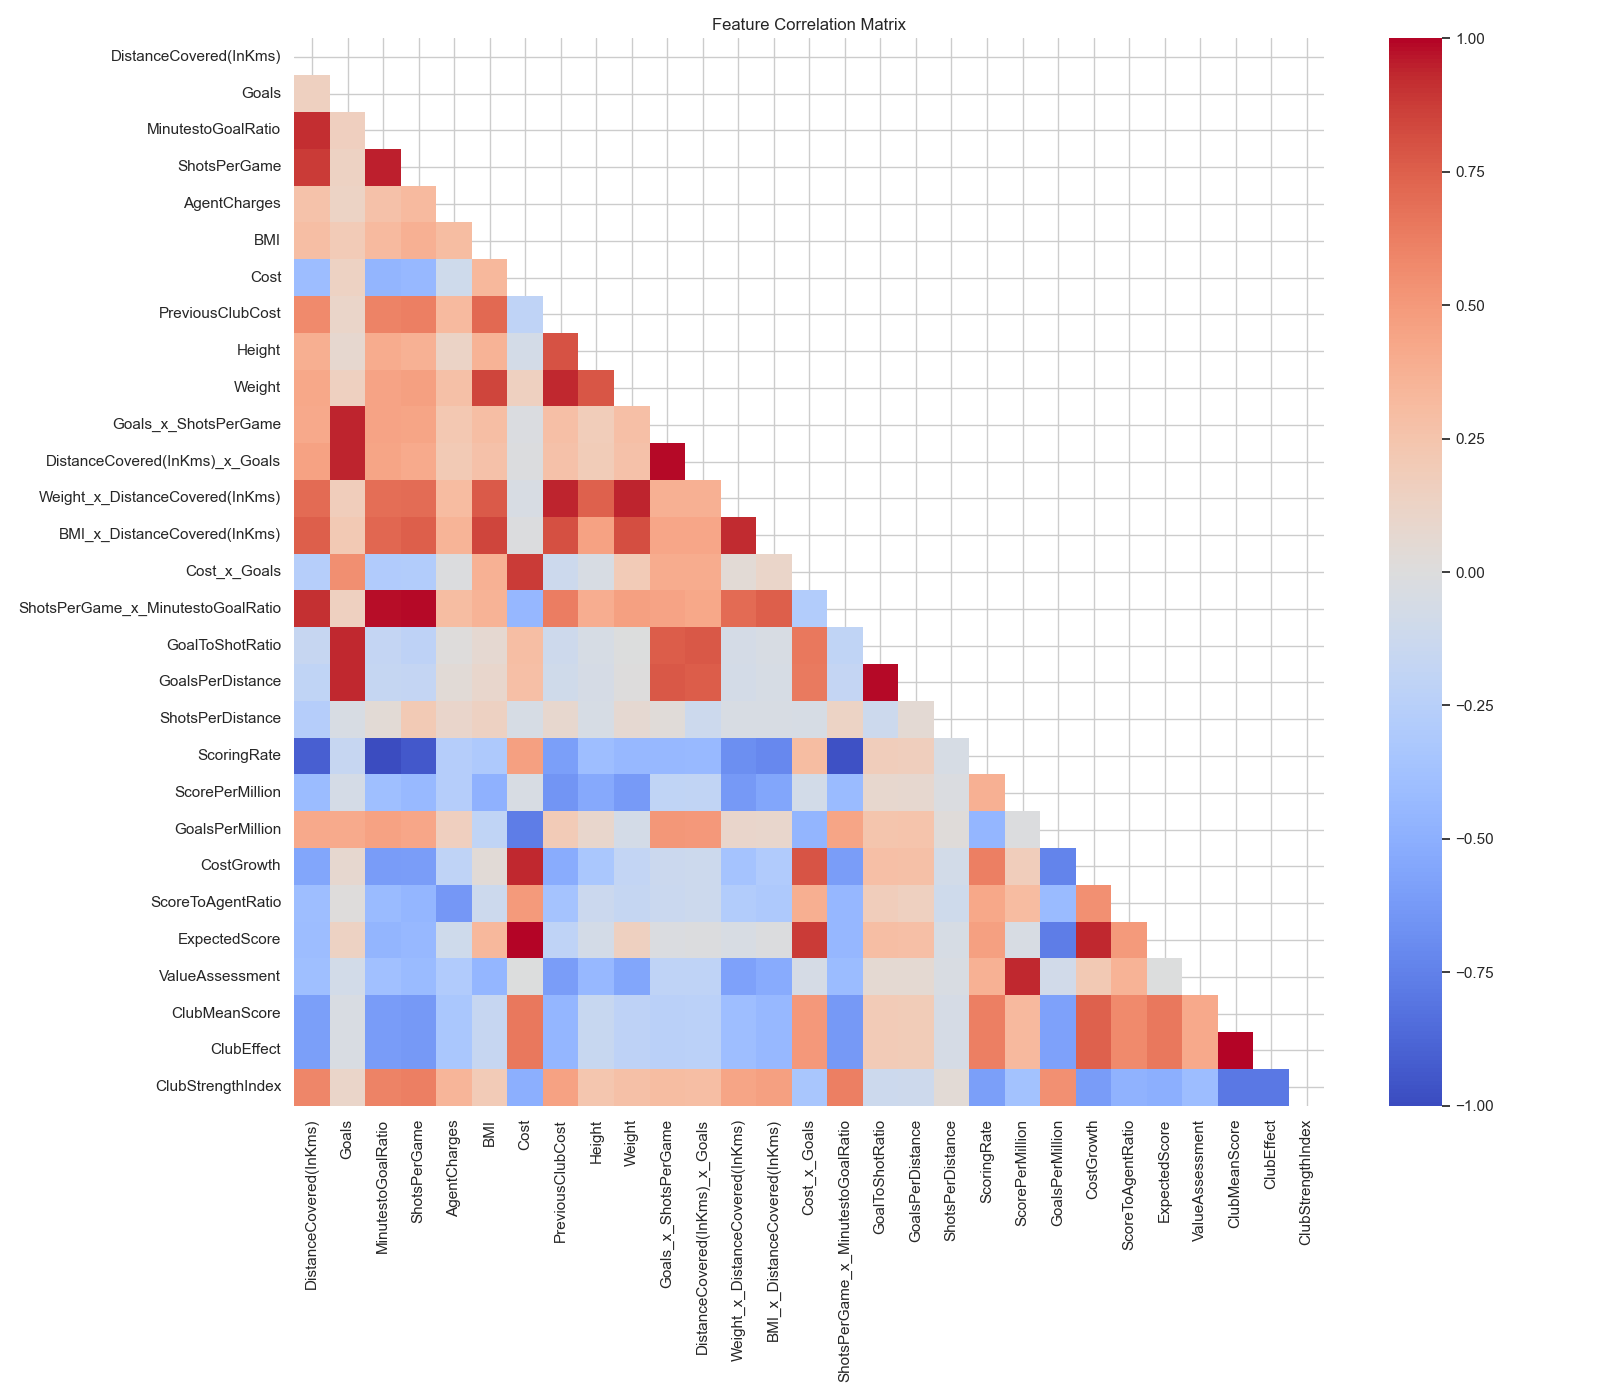 Feature Correlation Matrix
DistanceCovered(InKms)
Goals
MinutestoGoalRatio
ShotsPerGame
AgentCharges
BMI
Cost
PreviousClubCost
Height
Weight
Goals_x_ShotsPerGame
DistanceCovered(InKms)_x_Goals
Weight_x_DistanceCovered(InKms)
BMI_x_DistanceCovered(InKms)
Cost_x_Goals
ShotsPerGame_x_MinutestoGoalRatio
GoalToShotRatio
GoalsPerDistance
ShotsPerDistance
ScoringRate
ScorePerMillion
GoalsPerMillion
CostGrowth
ScoreToAgentRatio
ExpectedScore
ValueAssessment
ClubMeanScore
ClubEffect
ClubStrengthIndex
DistanceCovered(InKms)
Goals
MinutestoGoalRatio
ShotsPerGame
AgentCharges
BMI
Cost
PreviousClubCost
Height
Weight
Goals_x_ShotsPerGame
DistanceCovered(InKms)_x_Goals
Weight_x_DistanceCovered(InKms)
BMI_x_DistanceCovered(InKms)
Cost_x_Goals
ShotsPerGame_x_MinutestoGoalRatio
GoalToShotRatio
GoalsPerDistance
ShotsPerDistance
ScoringRate
ScorePerMillion
GoalsPerMillion
CostGrowth
ScoreToAgentRatio
ExpectedScore
ValueAssessment
ClubMeanScore
ClubEffect
ClubStrengthIndex
1.00
0.75
0.50
0.25
0.00
−0.25
−0.50
−0.75
−1.00